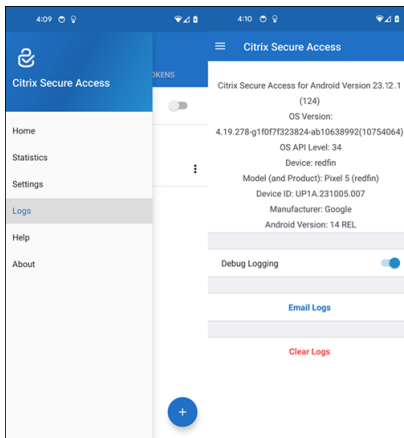 4:09
Citrix Secure Access
OKENS
Home
Statistics
Settings
Logs
Help
About
+
4:10
Citrix Secure Access
Citrix Secure Access for Android Version 23.12.1
(124)
OS Version:
4.19.278-g1f0f7f323824-ab10638992(10754064)
OS API Level: 34
Device: redfin
Model (and Product): Pixel 5 (redfin)
Device ID: UP1A.231005.007
Manufacturer: Google
Android Version: 14 REL
Debug Logging
Email Logs
Clear Logs